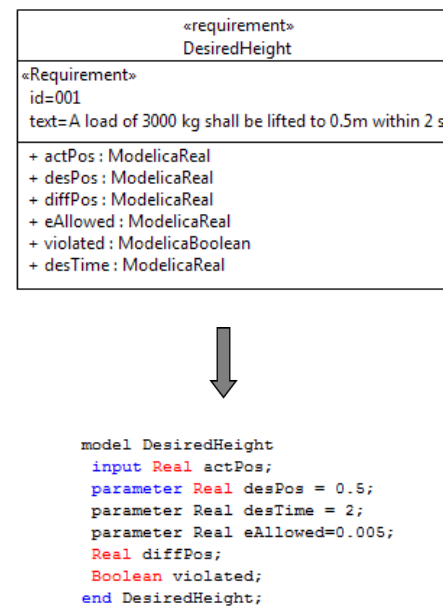 «requirement»
DesiredHeight
«Requirement»
id=001
text=A load of 3000 kg shall be lifted to 0.5m within 2 s
+ actPos : ModelicaReal
+ desPos : ModelicaReal
+ diffPos : ModelicaReal
+ eAllowed : ModelicaReal
+ violated : ModelicaBoolean
+ desTime : ModelicaReal
model DesiredHeight
input Real actPos;
parameter Real desPos = 0.5;
parameter Real desTime = 2;
parameter Real eAllowed=0.005;
Real diffPos;
Boolean violated;
end DesiredHeight;